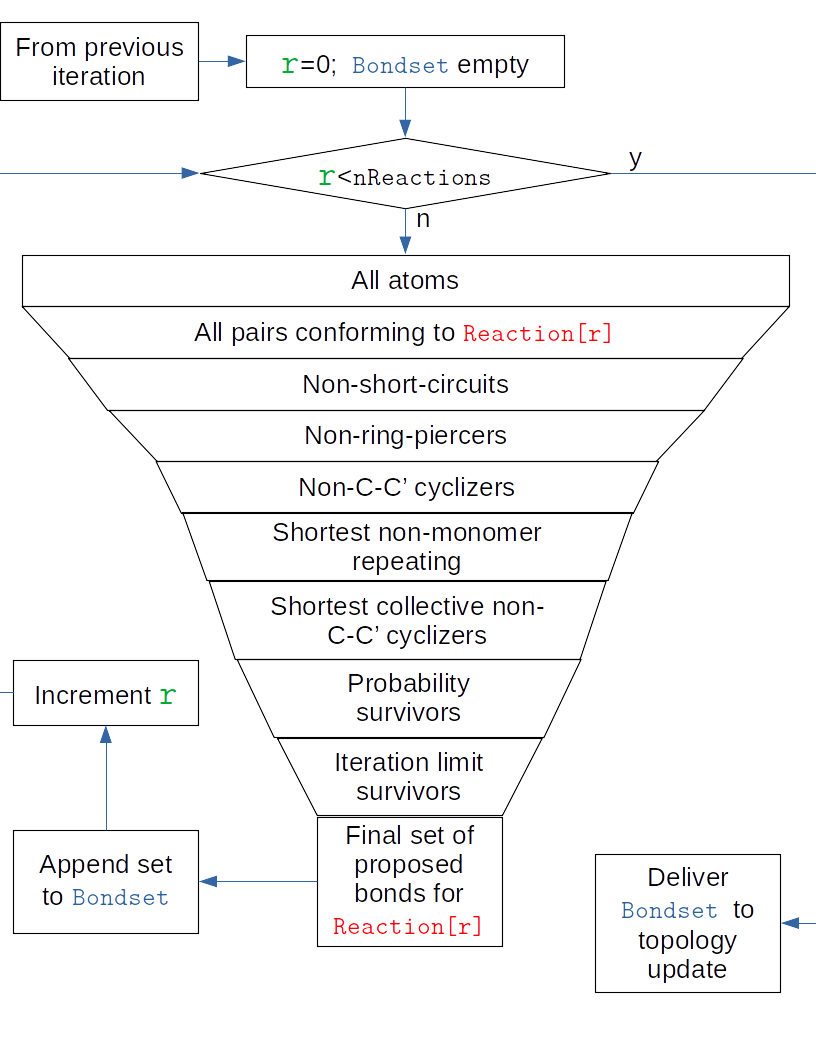 From previous
iteration
r=0; Bondset empty
r<nReactions
y
n
All atoms
All pairs conforming to Reaction[r]
Non-short-circuits
Non-ring-piercers
Non-C-C’ cyclizers
Shortest non-monomer
repeating
Shortest collective non-
C-C’ cyclizers
Probability
survivors
Iteration limit
survivors
Final set of
proposed
bonds for
Reaction[r]
Increment r
Append set
to Bondset
Deliver
Bondset to
topology
update